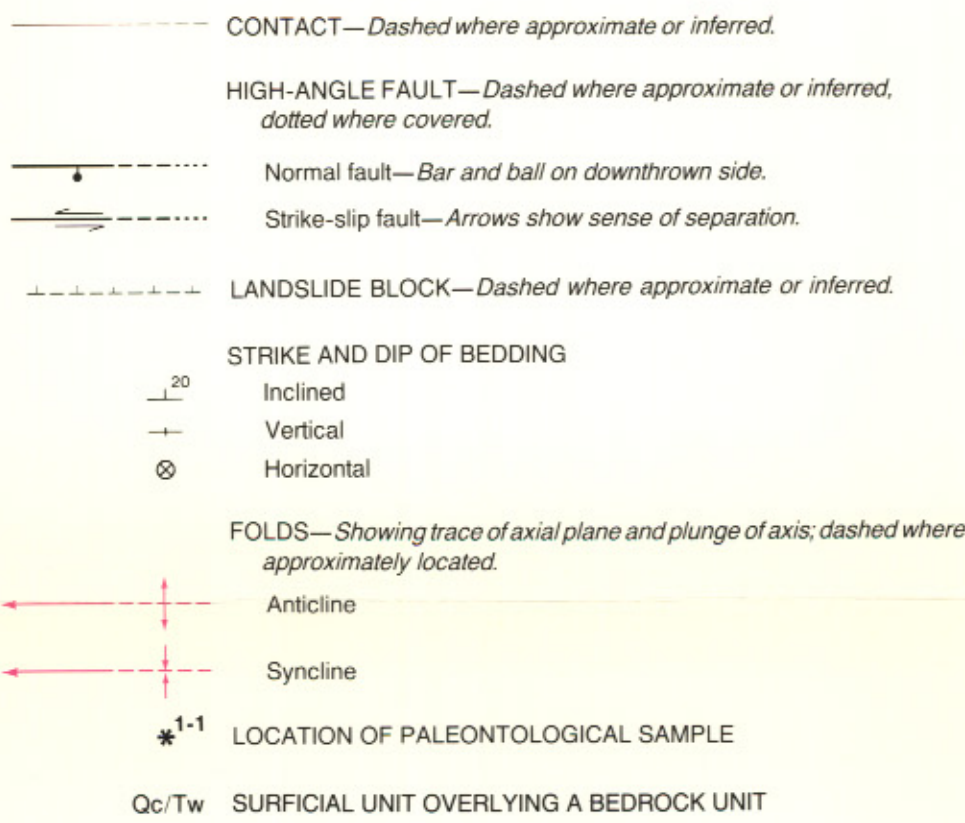 CONTACT—Dashed where approximate or inferred.
HIGH-ANGLE FAULT—Dashed where approximate or inferred,
dotted where covered.
Normal fault—Bar and ball on downthrown side.
Strike-slip fault—Arrows show sense of separation.
LANDSLIDE BLOCK—Dashed where approximate or inferred.
STRIKE AND DIP OF BEDDING
20 Inclined
Vertical
Horizontal
FOLDS—Showing trace of axial plane and plunge of axis; dashed where
approximately located.
Anticline
Syncline
*1-1 LOCATION OF PALEONTOLOGICAL SAMPLE
Qc/Tw SURFICIAL UNIT OVERLYING A BEDROCK UNIT